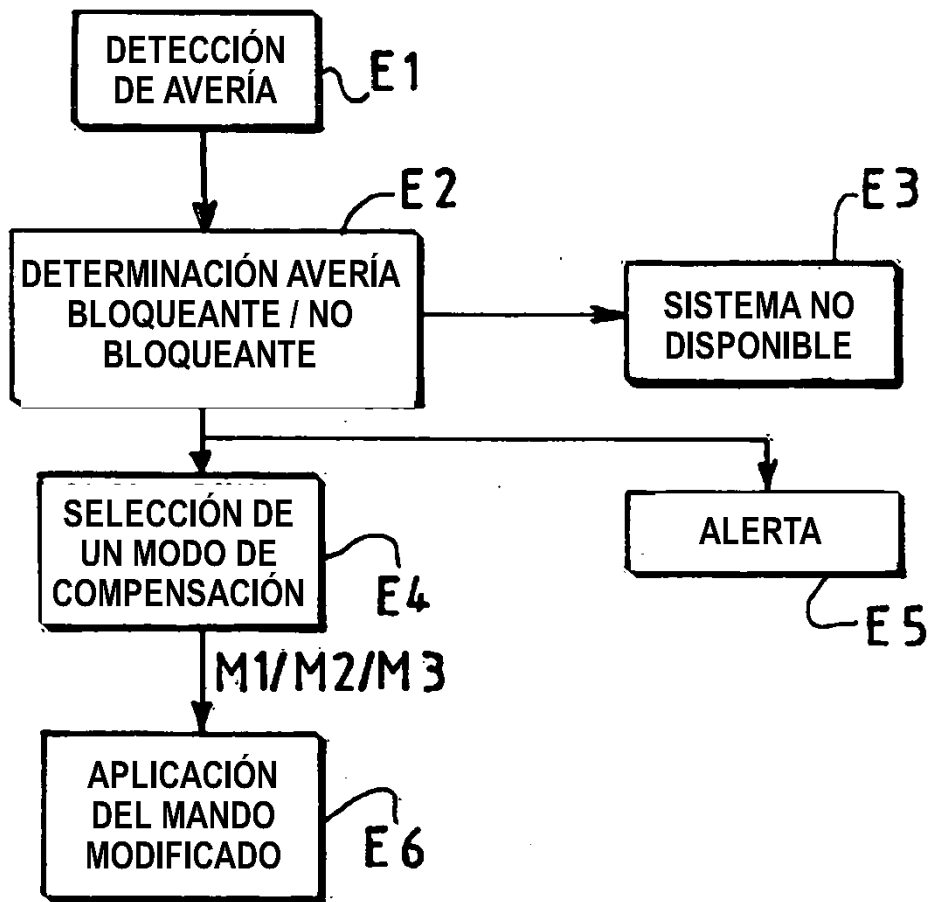 DETECCIÓN
DE AVERÍA
E1
E2
E3
DETERMINACIÓN AVERÍA
BLOQUEANTE / NO
BLOQUEANTE
SISTEMA NO
DISPONIBLE
SELECCIÓN DE
UN MODO DE
COMPENSACIÓN
E4
ALERTA
E5
M1/M2/M3
APLICACIÓN
DEL MANDO
MODIFICADO
E6